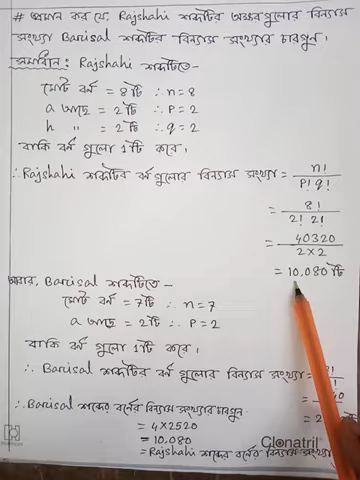 # প্রমান কর যে, Rajshahi শব্দটির অক্ষরগুলোর বিন্যাস
সংখ্যা Barisal শব্দটির বিন্যাস সংখ্যার চারগুন।
সমাধান: Rajshahi শব্দটিতে-
মোট বর্ন = 8টি ∴ n = 8
a আছে = 2টি ∴ P = 2
h " = 2টি ∴ q = 2
বাকি বর্ন গুলো 1টি করে।
∴ Rajshahi শব্দটির বর্ন গুলোর বিন্যাস সংখ্যা = n! / P! q!
= 8! / 2! 2!
= 40320 / 2 × 2
= 10.080 টি
আবার, Barisal শব্দটিতে -
মোট বর্ন = 7টি ∴ n = 7
a আছে = 2টি ∴ P = 2
বাকি বর্ন গুলো 1টি করে।
∴ Barisal শব্দটির বর্ন গুলোর বিন্যাস সংখ্যা =
∴ Barisal শব্দের বর্নের বিন্যাস সংখ্যার চারগুন
= 4 × 2520
= 10.080
= Rajshahi শব্দের বর্নের বিন্যাস সংখ্যা
Clonatril